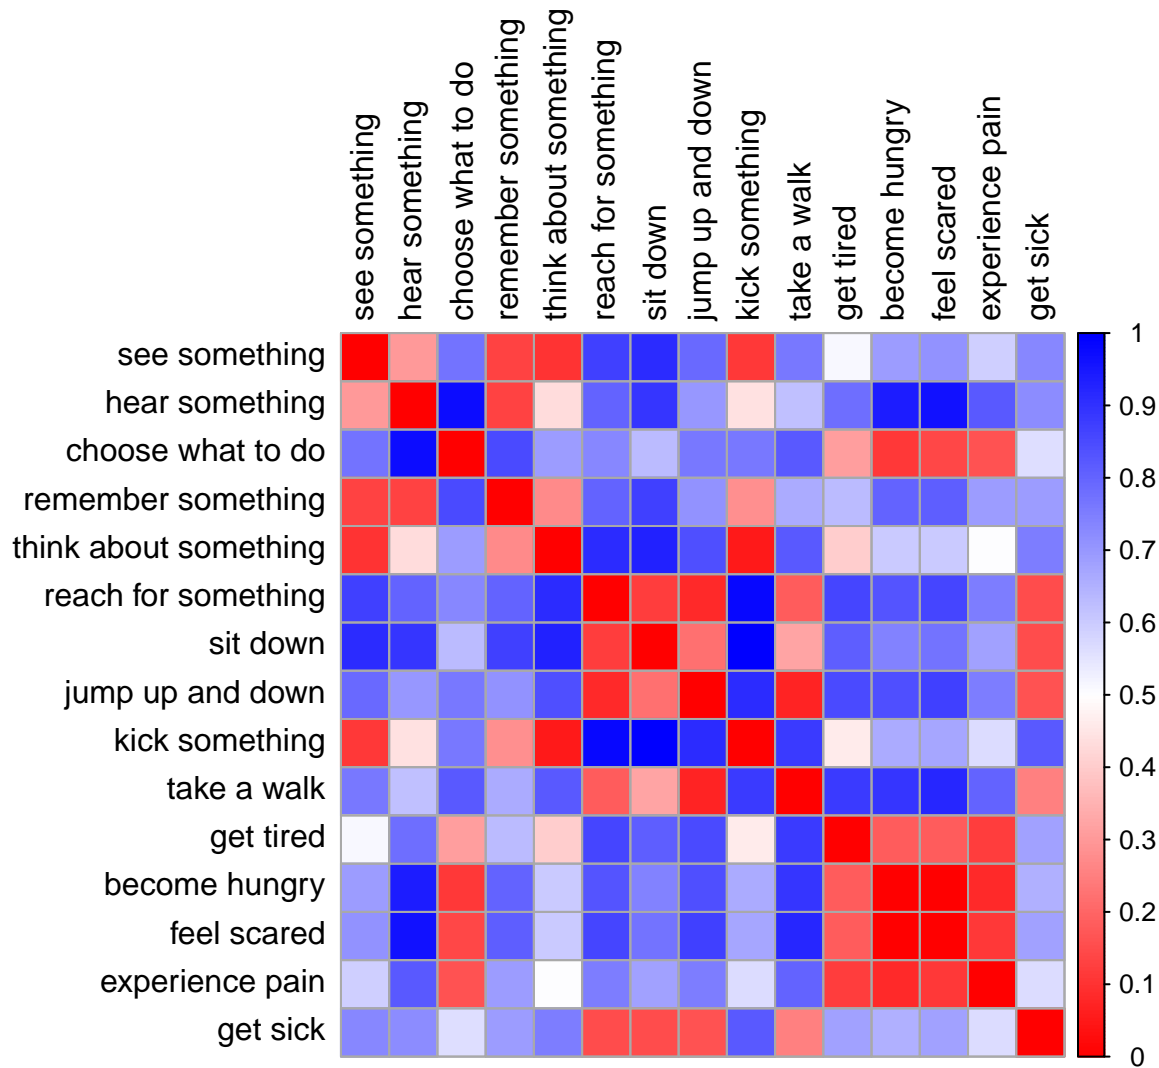 see something
hear something
choose what to do
remember something
think about something
reach for something
sit down
jump up and down
kick something
take a walk
get tired
become hungry
feel scared
experience pain
get sick
see something
hear something
choose what to do
remember something
think about something
reach for something
sit down
jump up and down
kick something
take a walk
get tired
become hungry
feel scared
experience pain
get sick
1
0.9
0.8
0.7
0.6
0.5
0.4
0.3
0.2
0.1
0